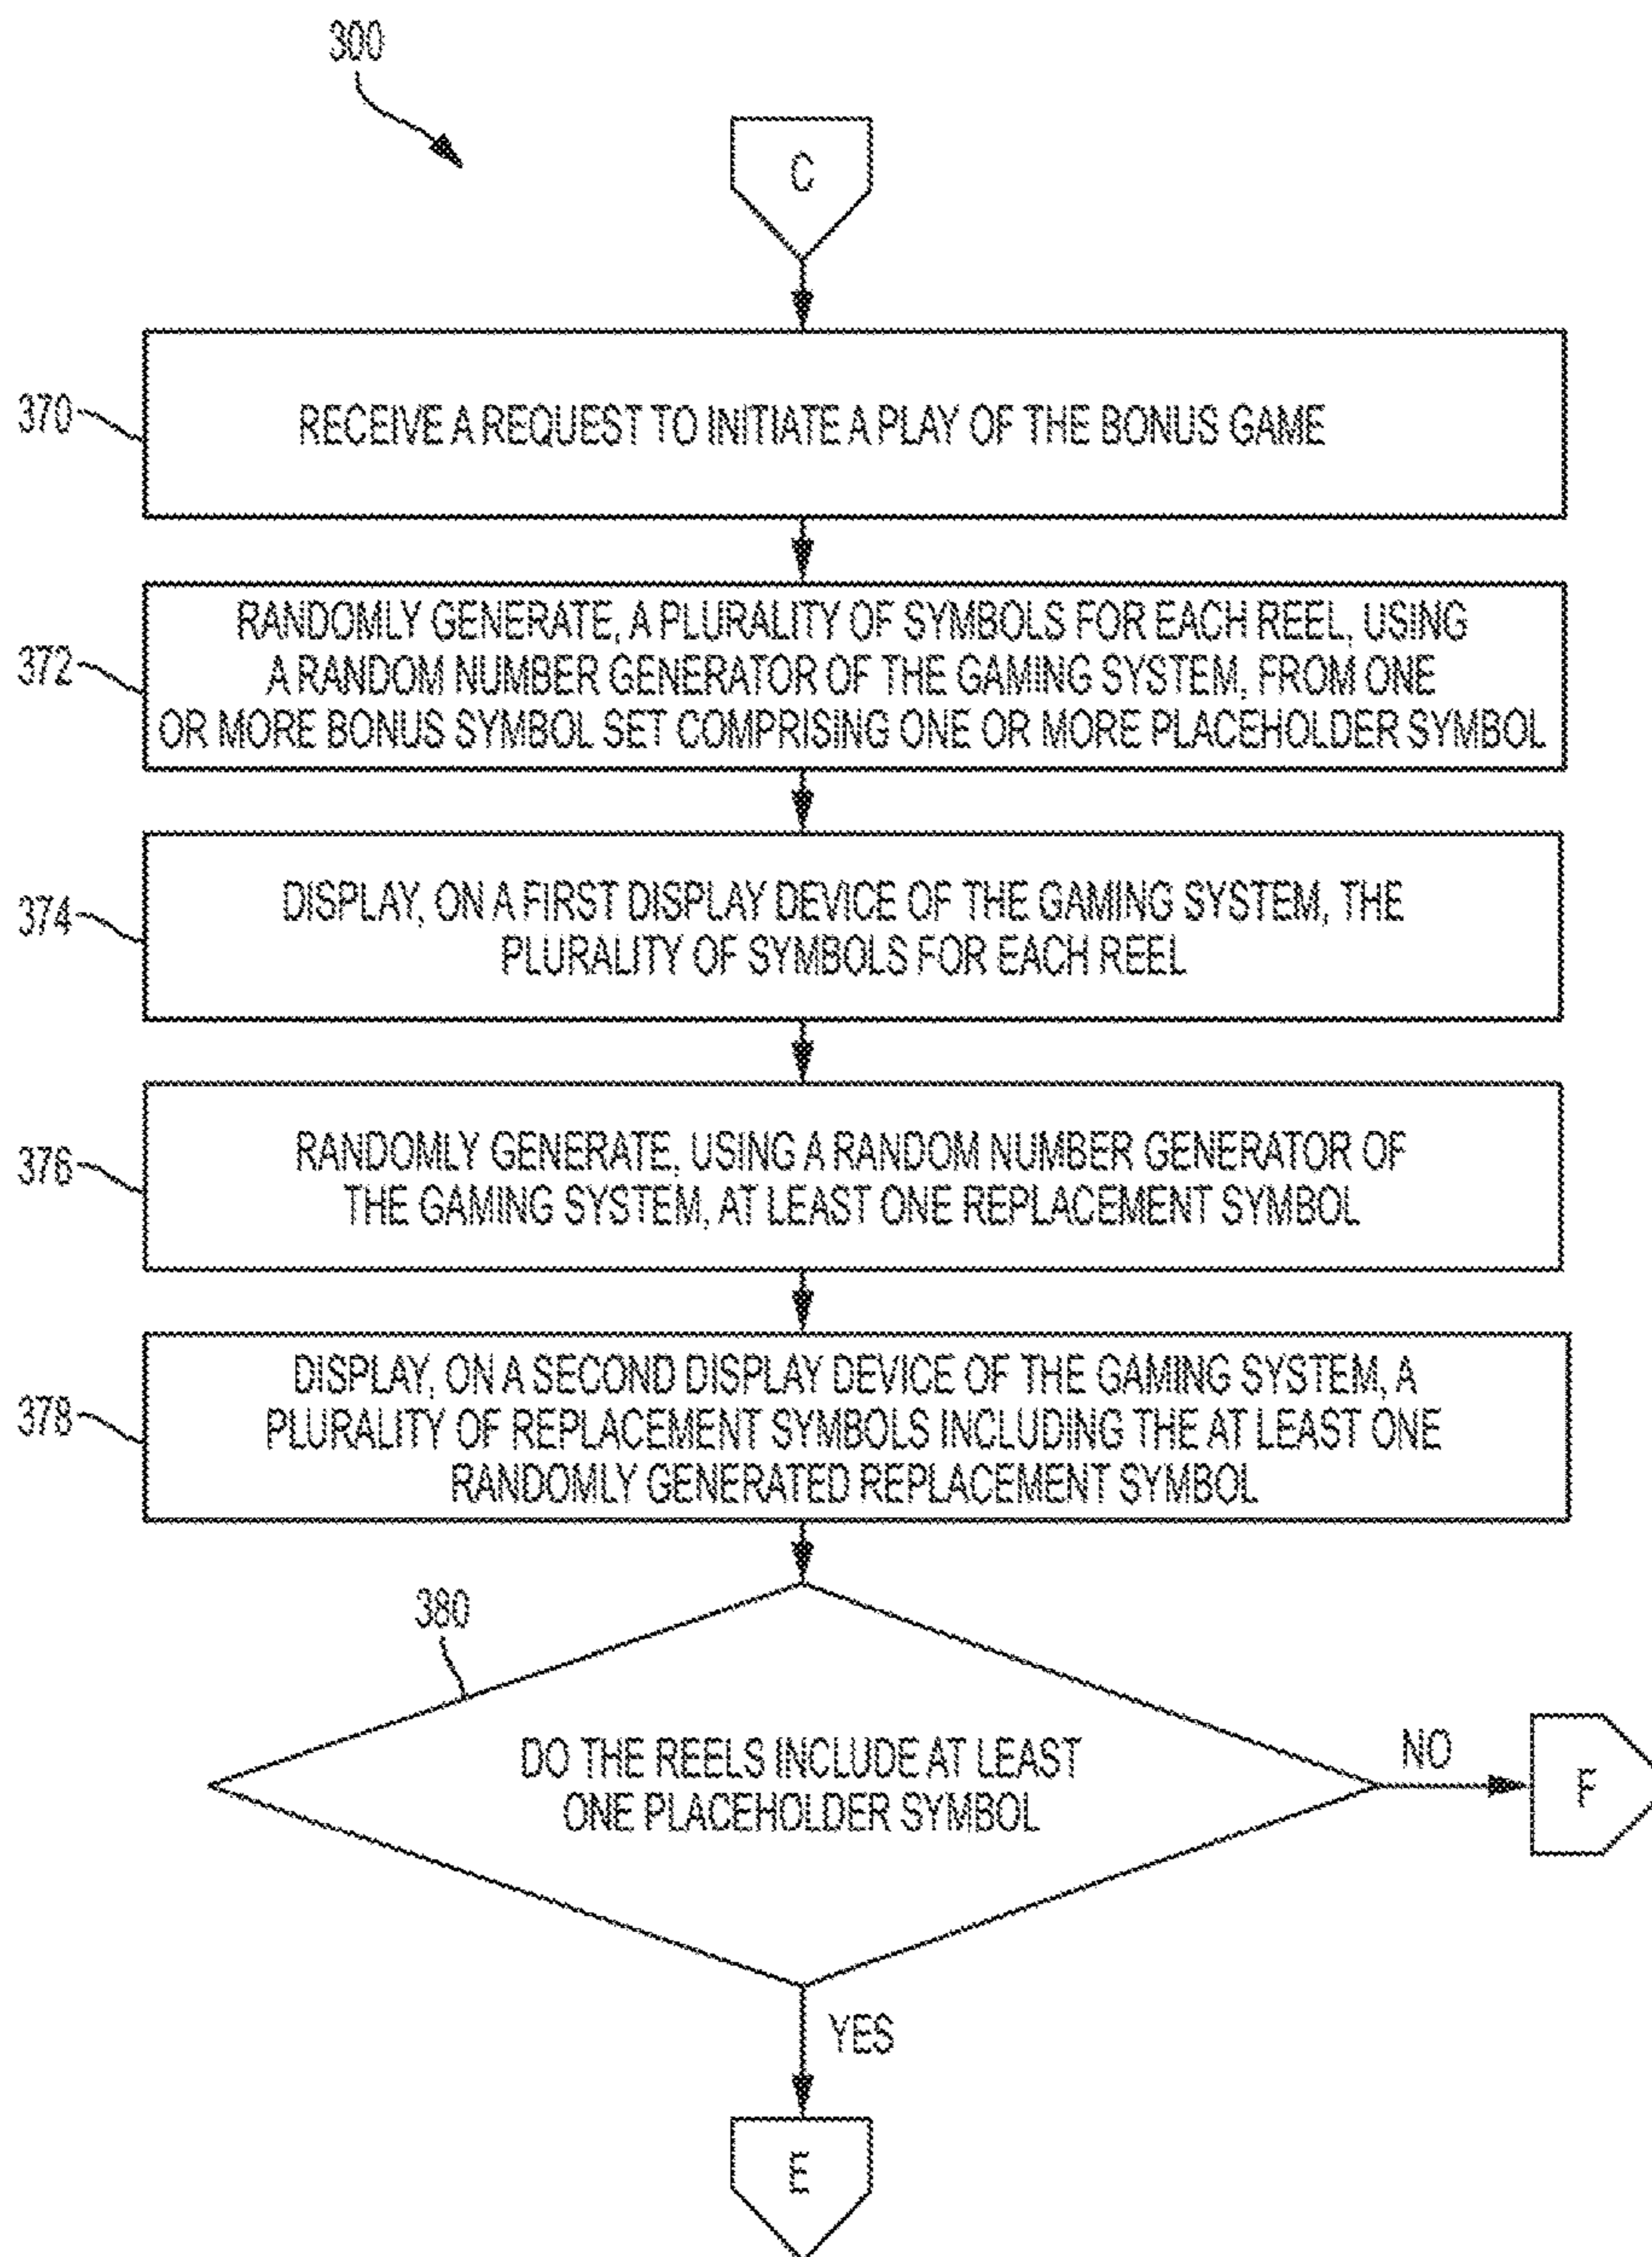 300
C
370
RECEIVE A REQUEST TO INITIATE A PLAY OF THE BONUS GAME
372
RANDOMLY GENERATE, A PLURALITY OF SYMBOLS FOR EACH REEL, USING
A RANDOM NUMBER GENERATOR OF THE GAMING SYSTEM, FROM ONE
OR MORE BONUS SYMBOL SET COMPRISING ONE OR MORE PLACEHOLDER SYMBOL
374
DISPLAY, ON A FIRST DISPLAY DEVICE OF THE GAMING SYSTEM, THE
PLURALITY OF SYMBOLS FOR EACH REEL
376
RANDOMLY GENERATE, USING A RANDOM NUMBER GENERATOR OF
THE GAMING SYSTEM, AT LEAST ONE REPLACEMENT SYMBOL
378
DISPLAY, ON A SECOND DISPLAY DEVICE OF THE GAMING SYSTEM, A
PLURALITY OF REPLACEMENT SYMBOLS INCLUDING THE AT LEAST ONE
RANDOMLY GENERATED REPLACEMENT SYMBOL
380
DO THE REELS INCLUDE AT LEAST
ONE PLACEHOLDER SYMBOL
NO
F
YES
E